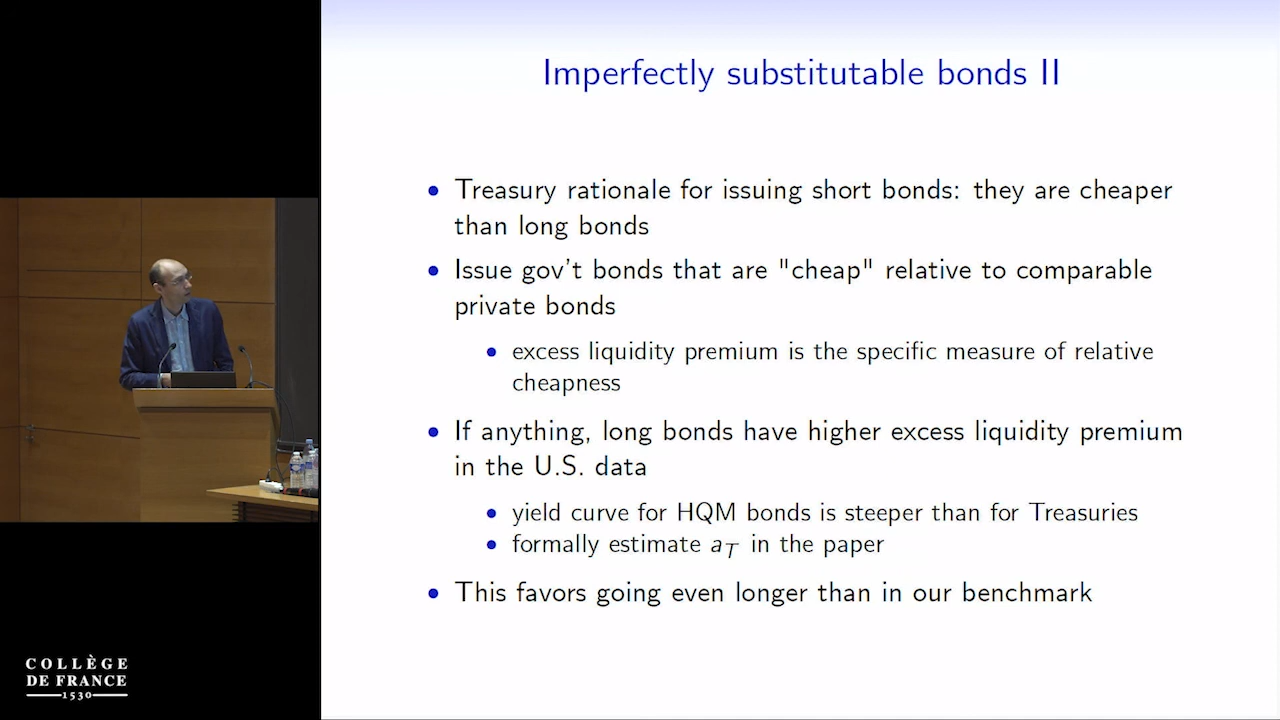 Imperfectly substitutable bonds II
• Treasury rationale for issuing short bonds: they are cheaper
than long bonds
• Issue gov't bonds that are "cheap" relative to comparable
private bonds
• excess liquidity premium is the specific measure of relative
cheapness
• If anything, long bonds have higher excess liquidity premium
in the U.S. data
• yield curve for HQM bonds is steeper than for Treasuries
• formally estimate a_T in the paper
• This favors going even longer than in our benchmark
COLLÈGE
DE FRANCE
1530